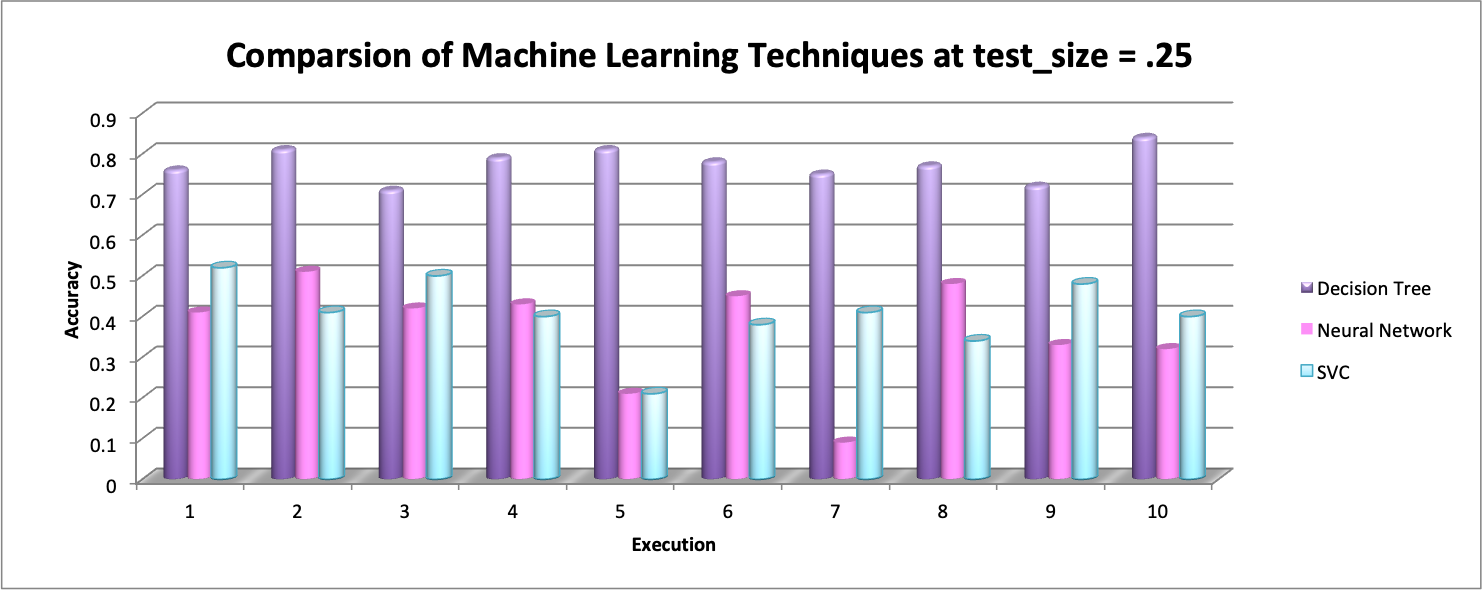 Comparsion of Machine Learning Techniques at test_size = .25
0.9
0.8
0.7
0.6
0.5
0.4
0.3
0.2
0.1
0
Accuracy
1 2 3 4 5 6 7 8 9 10
Execution
Decision Tree
Neural Network
SVC